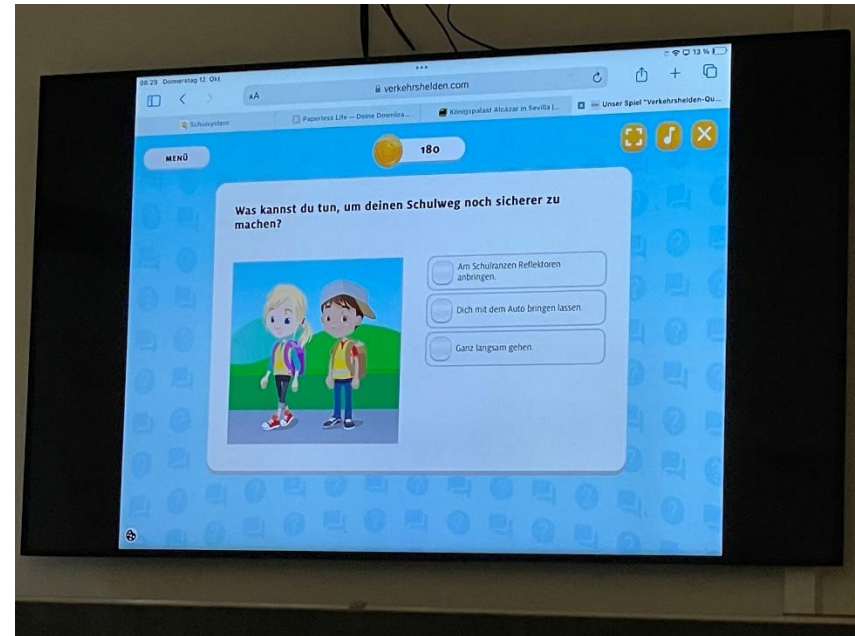 08:29 Donnerstag 12. Okt.
13 %
AA
verkehrshelden.com
Schulsystem
Paperless Life — Deine Downloa...
Königspalast Alcázar in Sevilla |...
Unser Spiel "Verkehrshelden-Qu...
MENÜ
180
Was kannst du tun, um deinen Schulweg noch sicherer zu
machen?
Am Schulranzen Reflektoren
anbringen.
Dich mit dem Auto bringen lassen.
Ganz langsam gehen.